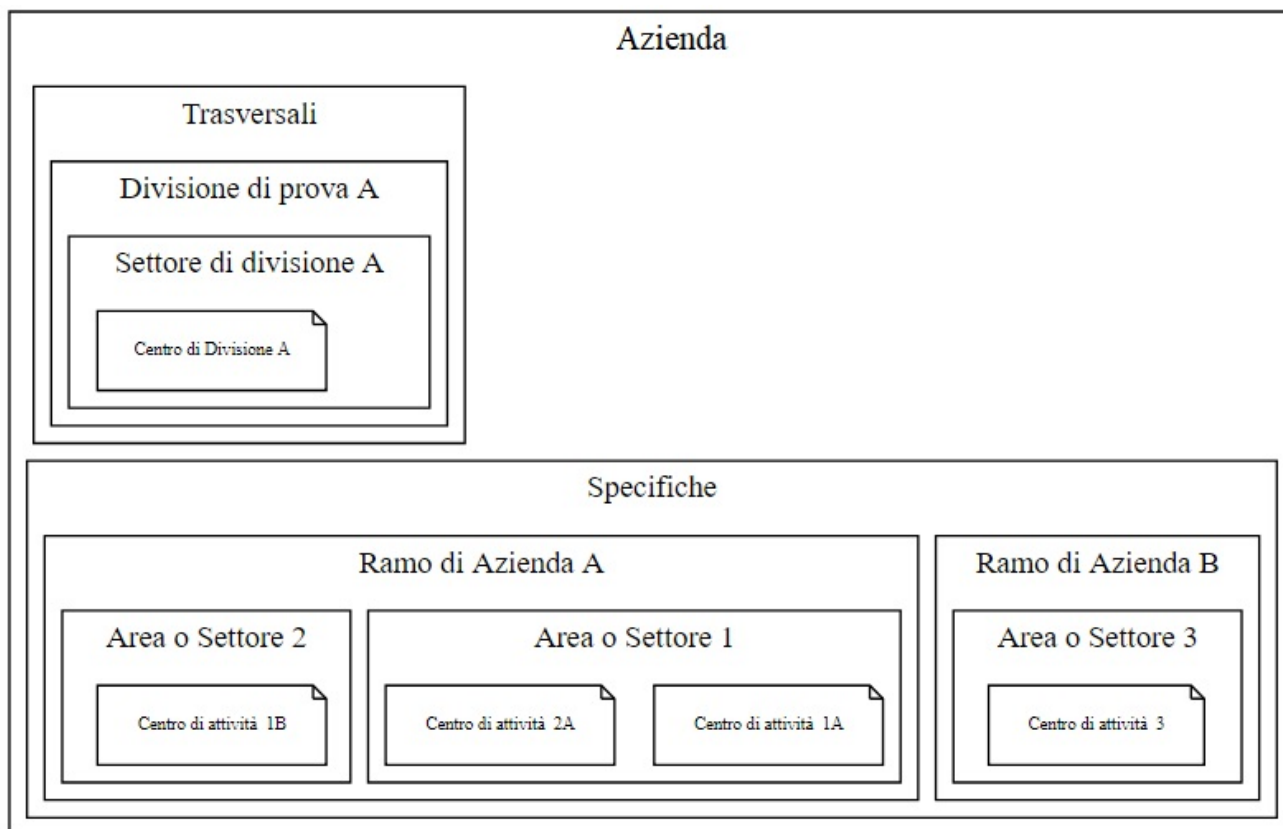 Azienda
Trasversali
Divisione di prova A
Settore di divisione A
Centro di Divisione A
Specifiche
Ramo di Azienda A
Ramo di Azienda B
Area o Settore 2
Area o Settore 1
Area o Settore 3
Centro di attività 1B
Centro di attività 2A
Centro di attività 1A
Centro di attività 3